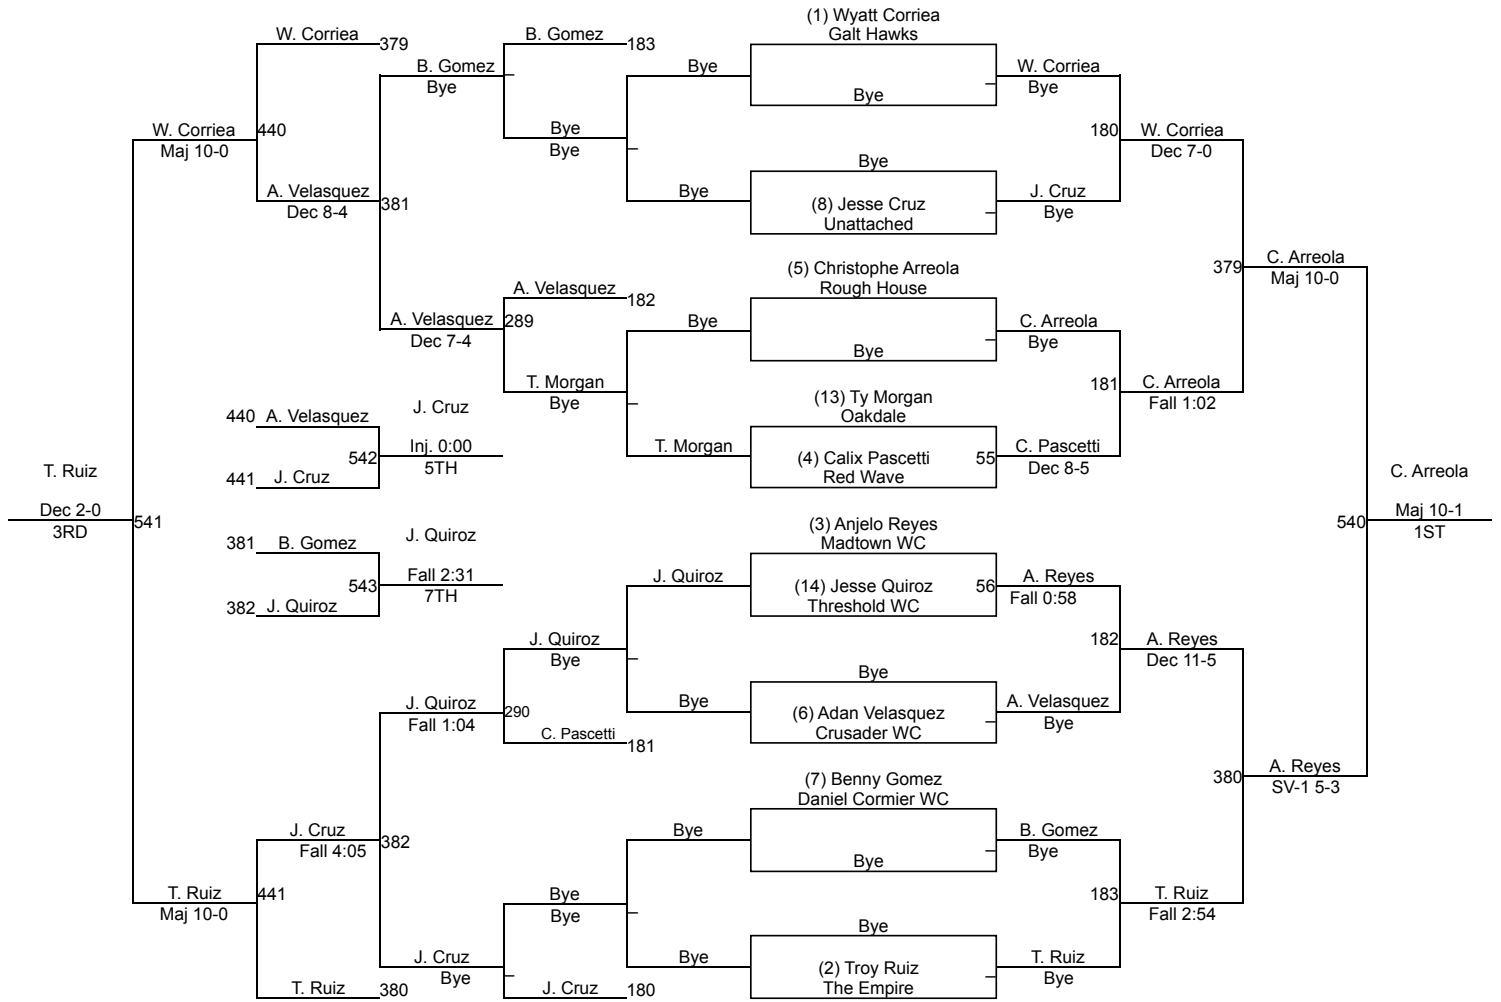 (1) Wyatt Corriea
Galt Hawks
W. Corriea
379
B. Gomez
183
B. Gomez
Bye
Bye
Bye
W. Corriea
Bye
W. Corriea
Maj 10-0
440
Bye
Bye
180
W. Corriea
Dec 7-0
Bye
A. Velasquez
Dec 8-4
381
Bye
(8) Jesse Cruz
Unattached
J. Cruz
Bye
(5) Christophe Arreola
Rough House
379
C. Arreola
Maj 10-0
A. Velasquez
182
A. Velasquez
Dec 7-4
289
Bye
Bye
C. Arreola
Bye
T. Morgan
Bye
181
C. Arreola
Fall 1:02
(13) Ty Morgan
Oakdale
440
A. Velasquez
J. Cruz
542
Inj. 0:00
5TH
T. Morgan
(4) Calix Pascetti
Red Wave
55
C. Pascetti
Dec 8-5
441
J. Cruz
T. Ruiz
Dec 2-0
3RD
541
C. Arreola
540
Maj 10-1
1ST
(3) Anjelo Reyes
Madtown WC
381
B. Gomez
J. Quiroz
543
Fall 2:31
7TH
J. Quiroz
(14) Jesse Quiroz
Threshold WC
56
A. Reyes
Fall 0:58
382
J. Quiroz
J. Quiroz
Bye
182
A. Reyes
Dec 11-5
Bye
J. Quiroz
Fall 1:04
290
Bye
(6) Adan Velasquez
Crusader WC
A. Velasquez
Bye
C. Pascetti
181
380
A. Reyes
SV-1 5-3
(7) Benny Gomez
Daniel Cormier WC
J. Cruz
Fall 4:05
382
Bye
Bye
B. Gomez
Bye
T. Ruiz
Maj 10-0
441
Bye
Bye
183
T. Ruiz
Fall 2:54
Bye
J. Cruz
Bye
Bye
(2) Troy Ruiz
The Empire
T. Ruiz
Bye
T. Ruiz
380
J. Cruz
180